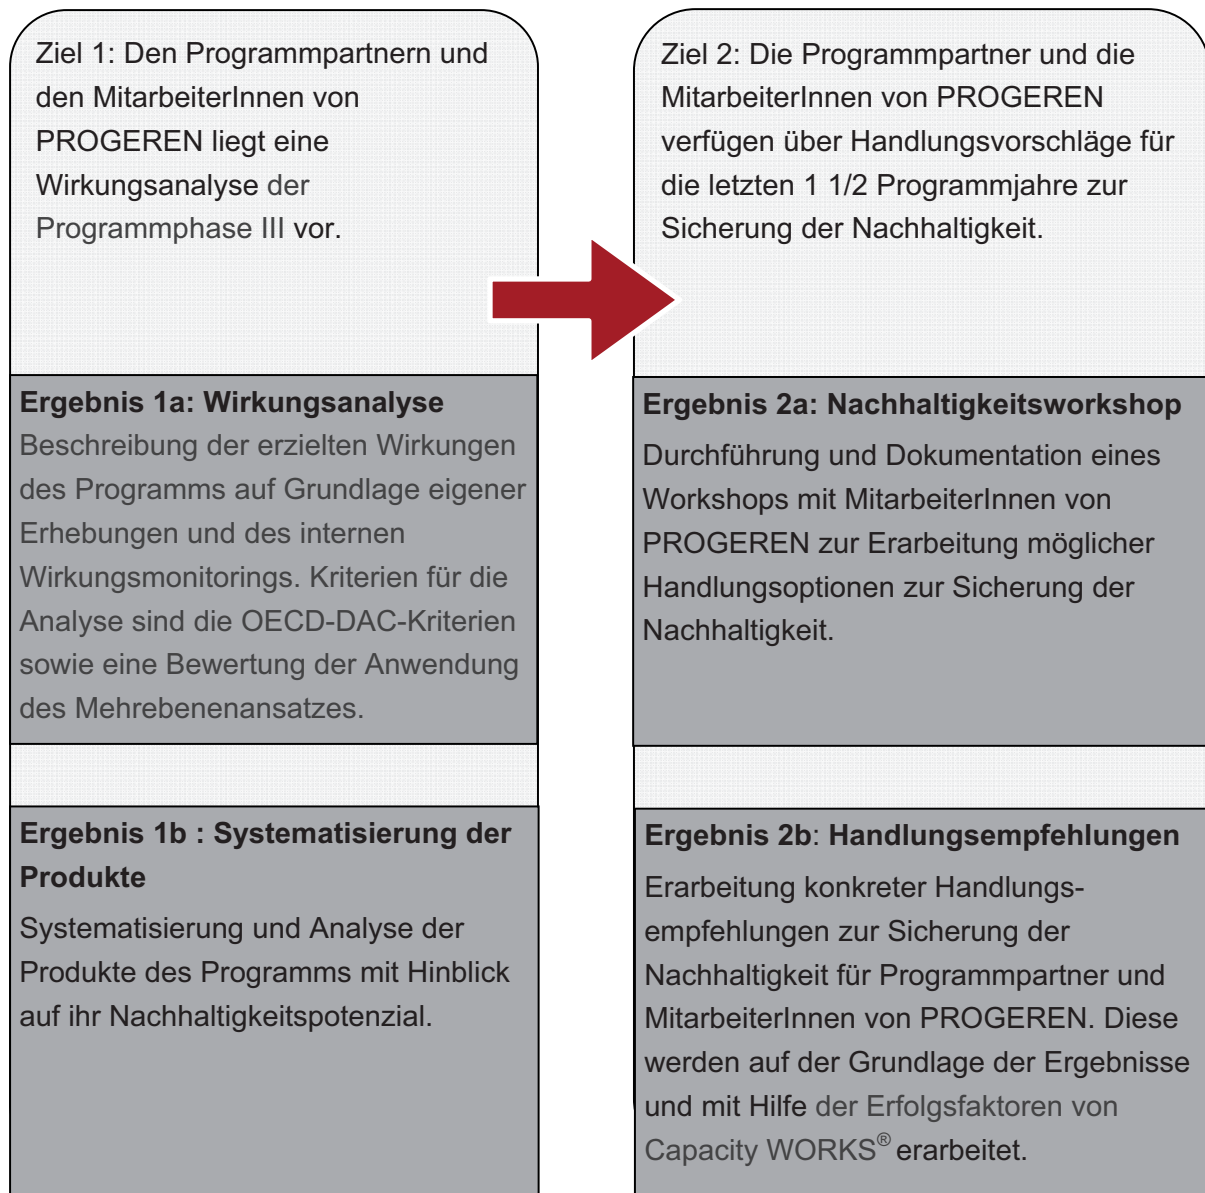 Ziel 1: Den Programmpartnern und
den MitarbeiterInnen von
PROGEREN liegt eine
Wirkungsanalyse der
Programmphase III vor.
Ergebnis 1a: Wirkungsanalyse
Beschreibung der erzielten Wirkungen
des Programms auf Grundlage eigener
Erhebungen und des internen
Wirkungsmonitorings. Kriterien für die
Analyse sind die OECD-DAC-Kriterien
sowie eine Bewertung der Anwendung
des Mehrebenenansatzes.
Ergebnis 1b : Systematisierung der
Produkte
Systematisierung und Analyse der
Produkte des Programms mit Hinblick
auf ihr Nachhaltigkeitspotenzial.
Ziel 2: Die Programmpartner und die
MitarbeiterInnen von PROGEREN
verfügen über Handlungsvorschläge für
die letzten 1 1/2 Programmjahre zur
Sicherung der Nachhaltigkeit.
Ergebnis 2a: Nachhaltigkeitsworkshop
Durchführung und Dokumentation eines
Workshops mit MitarbeiterInnen von
PROGEREN zur Erarbeitung möglicher
Handlungsoptionen zur Sicherung der
Nachhaltigkeit.
Ergebnis 2b: Handlungsempfehlungen
Erarbeitung konkreter Handlungs-
empfehlungen zur Sicherung der
Nachhaltigkeit für Programmpartner und
MitarbeiterInnen von PROGEREN. Diese
werden auf der Grundlage der Ergebnisse
und mit Hilfe der Erfolgsfaktoren von
Capacity WORKS® erarbeitet.